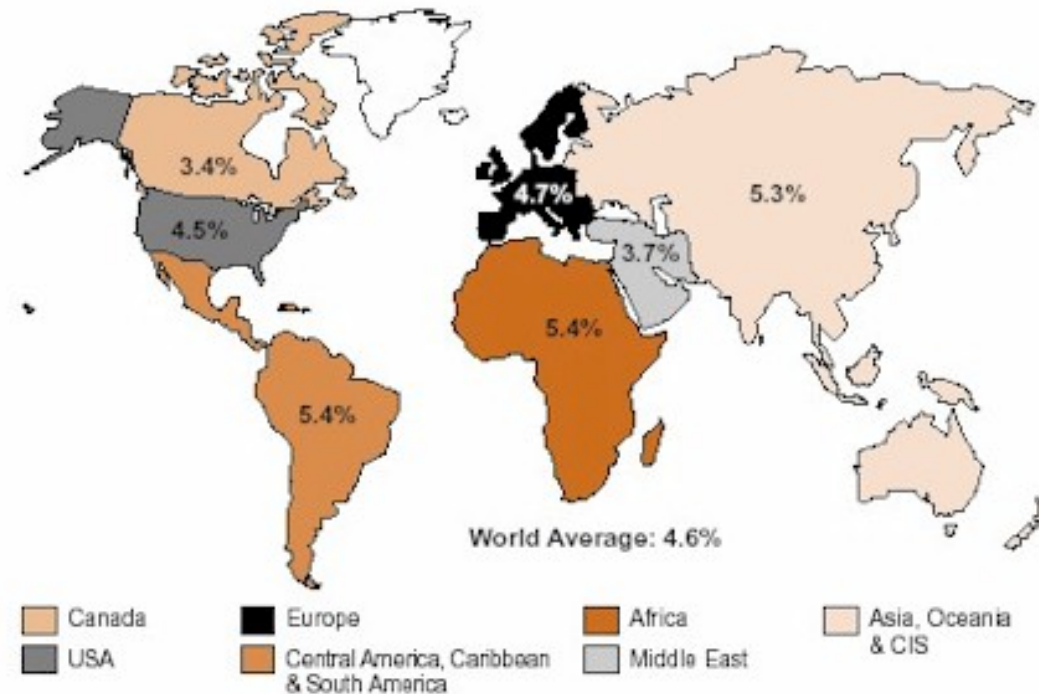 3.4%
4.5%
5.4%
4.7%
3.7%
5.4%
5.3%
World Average: 4.6%
Canada
USA
Europe
Central America, Caribbean
& South America
Africa
Middle East
Asia, Oceania
& CIS